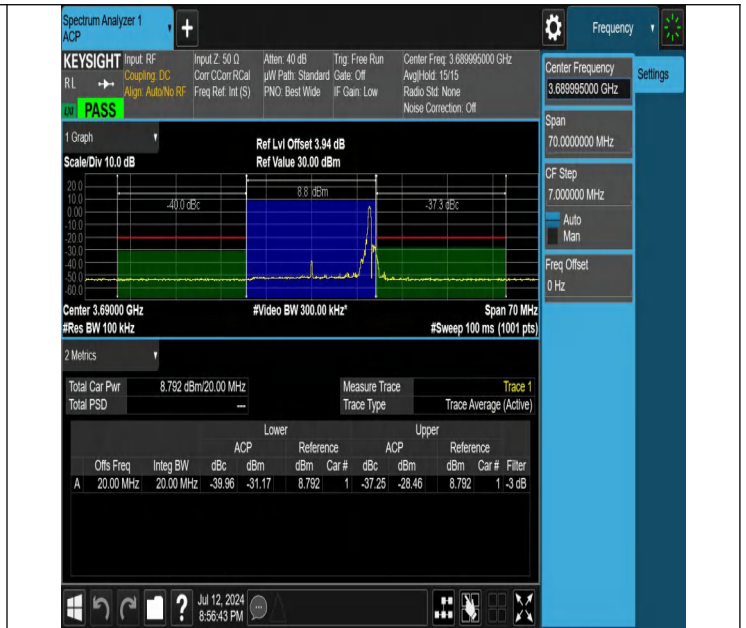 Spectrum Analyzer 1
ACP
Frequency
KEYSIGHT Input: RF Input Z: 50 Ω Atten: 40 dB Trig: Free Run Center Freq: 3.689995000 GHz
RL Coupling: DC Corr CCorr RCal µW Path: Standard Gate: Off Avg|Hold: 15/15
Align: Auto/No RF Freq Ref: Int (S) PNO: Best Wide IF Gain: Low Radio Std: None
PASS Noise Correction: Off
Center Frequency
3.689995000 GHz
Settings
Span
70.0000000 MHz
CF Step
7.000000 MHz
Auto
Man
Freq Offset
0 Hz
1 Graph
Ref Lvl Offset 3.94 dB
Scale/Div 10.0 dB Ref Value 30.00 dBm
20.0
10.0
0.00
-10.0
-20.0
-30.0
-40.0
-50.0
-60.0
-40.0 dBc 8.8 dBm -37.3 dBc
Center 3.69000 GHz #Video BW 300.00 kHz* Span 70 MHz
#Res BW 100 kHz #Sweep 100 ms (1001 pts)
2 Metrics
Total Car Pwr 8.792 dBm/20.00 MHz Measure Trace Trace 1
Total PSD --- Trace Type Trace Average (Active)
Lower Upper
ACP Reference ACP Reference
Offs Freq Integ BW dBc dBm dBm Car # dBc dBm dBm Car # Filter
A 20.00 MHz 20.00 MHz -39.96 -31.17 8.792 1 -37.25 -28.46 8.792 1 -3 dB
?
Jul 12, 2024
8:56:43 PM